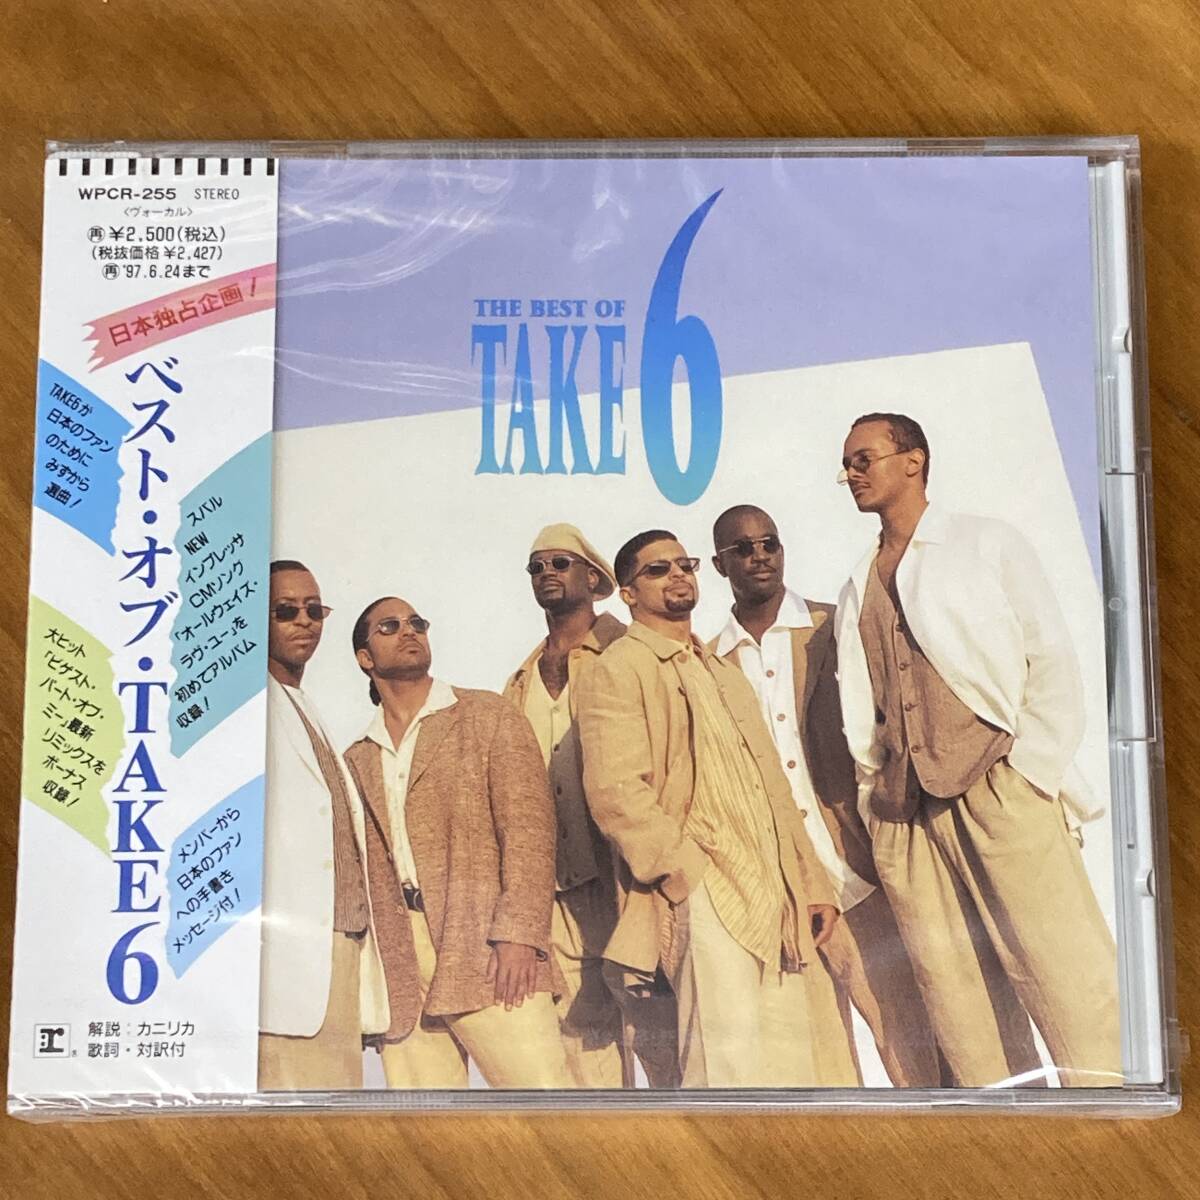 WPCR-255 STEREO
〈ヴォーカル〉
再 ¥2,500(税込)
(税抜価格 ¥2,427)
再 '97.6.24まで
日本独占企画!
ベスト・オブ・TAKE 6
TAKE6が
日本のファン
のために
みずから
選曲!
スバル
NEW
インプレッサ
CMソング
「オールウェイズ・
ラヴ・ユー」を
初めてアルバム
収録!
大ヒット
「ビゲスト・
パート・オブ・
ミー」最新
リミックスを
ボーナス
収録!
メンバーから
日本のファン
への手書き
メッセージ付!
r®
解説：カニリカ
歌詞・対訳付
THE BEST OF
TAKE 6